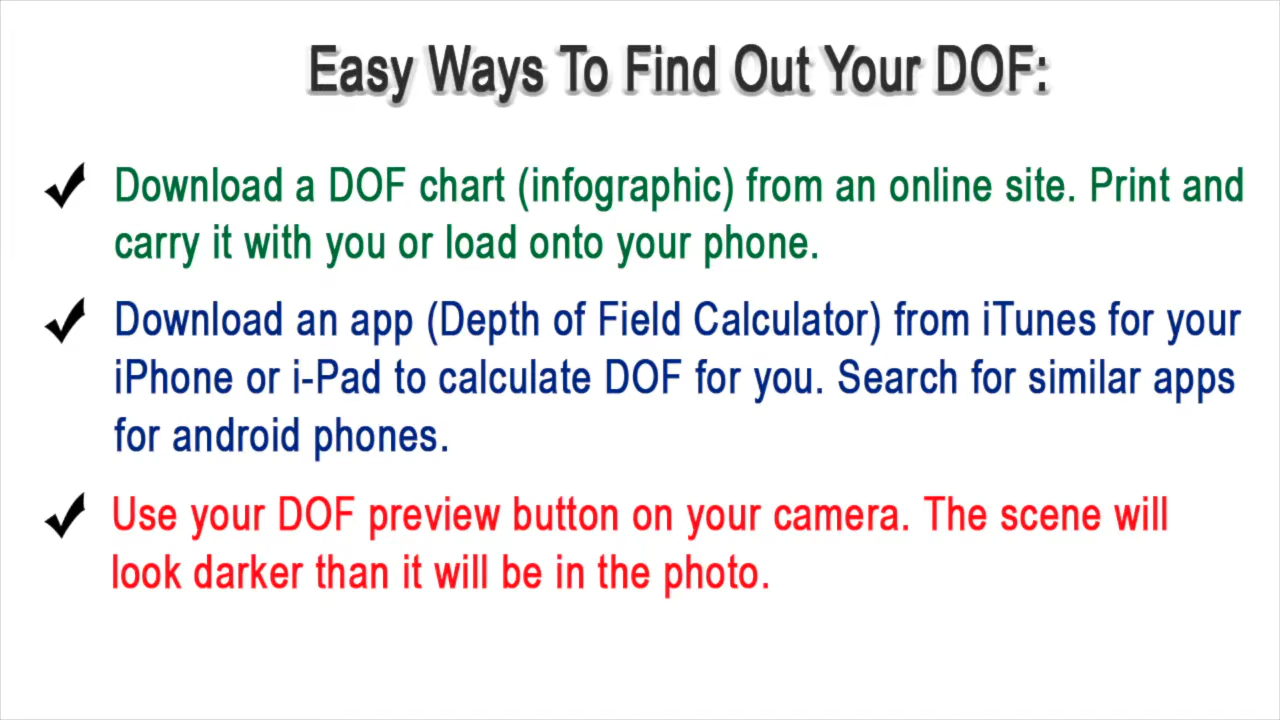 Easy Ways To Find Out Your DOF:
Download a DOF chart (infographic) from an online site. Print and
carry it with you or load onto your phone.
Download an app (Depth of Field Calculator) from iTunes for your
iPhone or i-Pad to calculate DOF for you. Search for similar apps
for android phones.
Use your DOF preview button on your camera. The scene will
look darker than it will be in the photo.